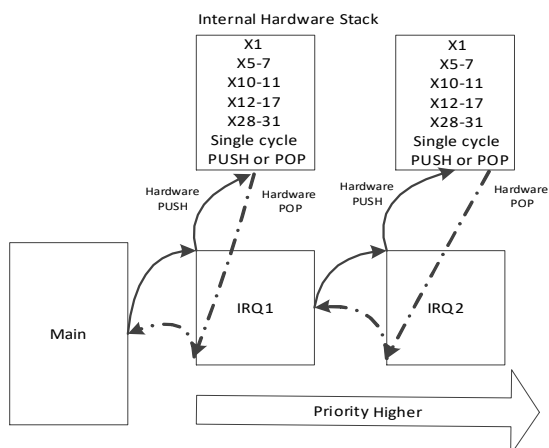 Internal Hardware Stack
X1
X5-7
X10-11
X12-17
X28-31
Single cycle
PUSH or POP
X1
X5-7
X10-11
X12-17
X28-31
Single cycle
PUSH or POP
Hardware
PUSH
Hardware
POP
Hardware
PUSH
Hardware
POP
Main
IRQ1
IRQ2
Priority Higher